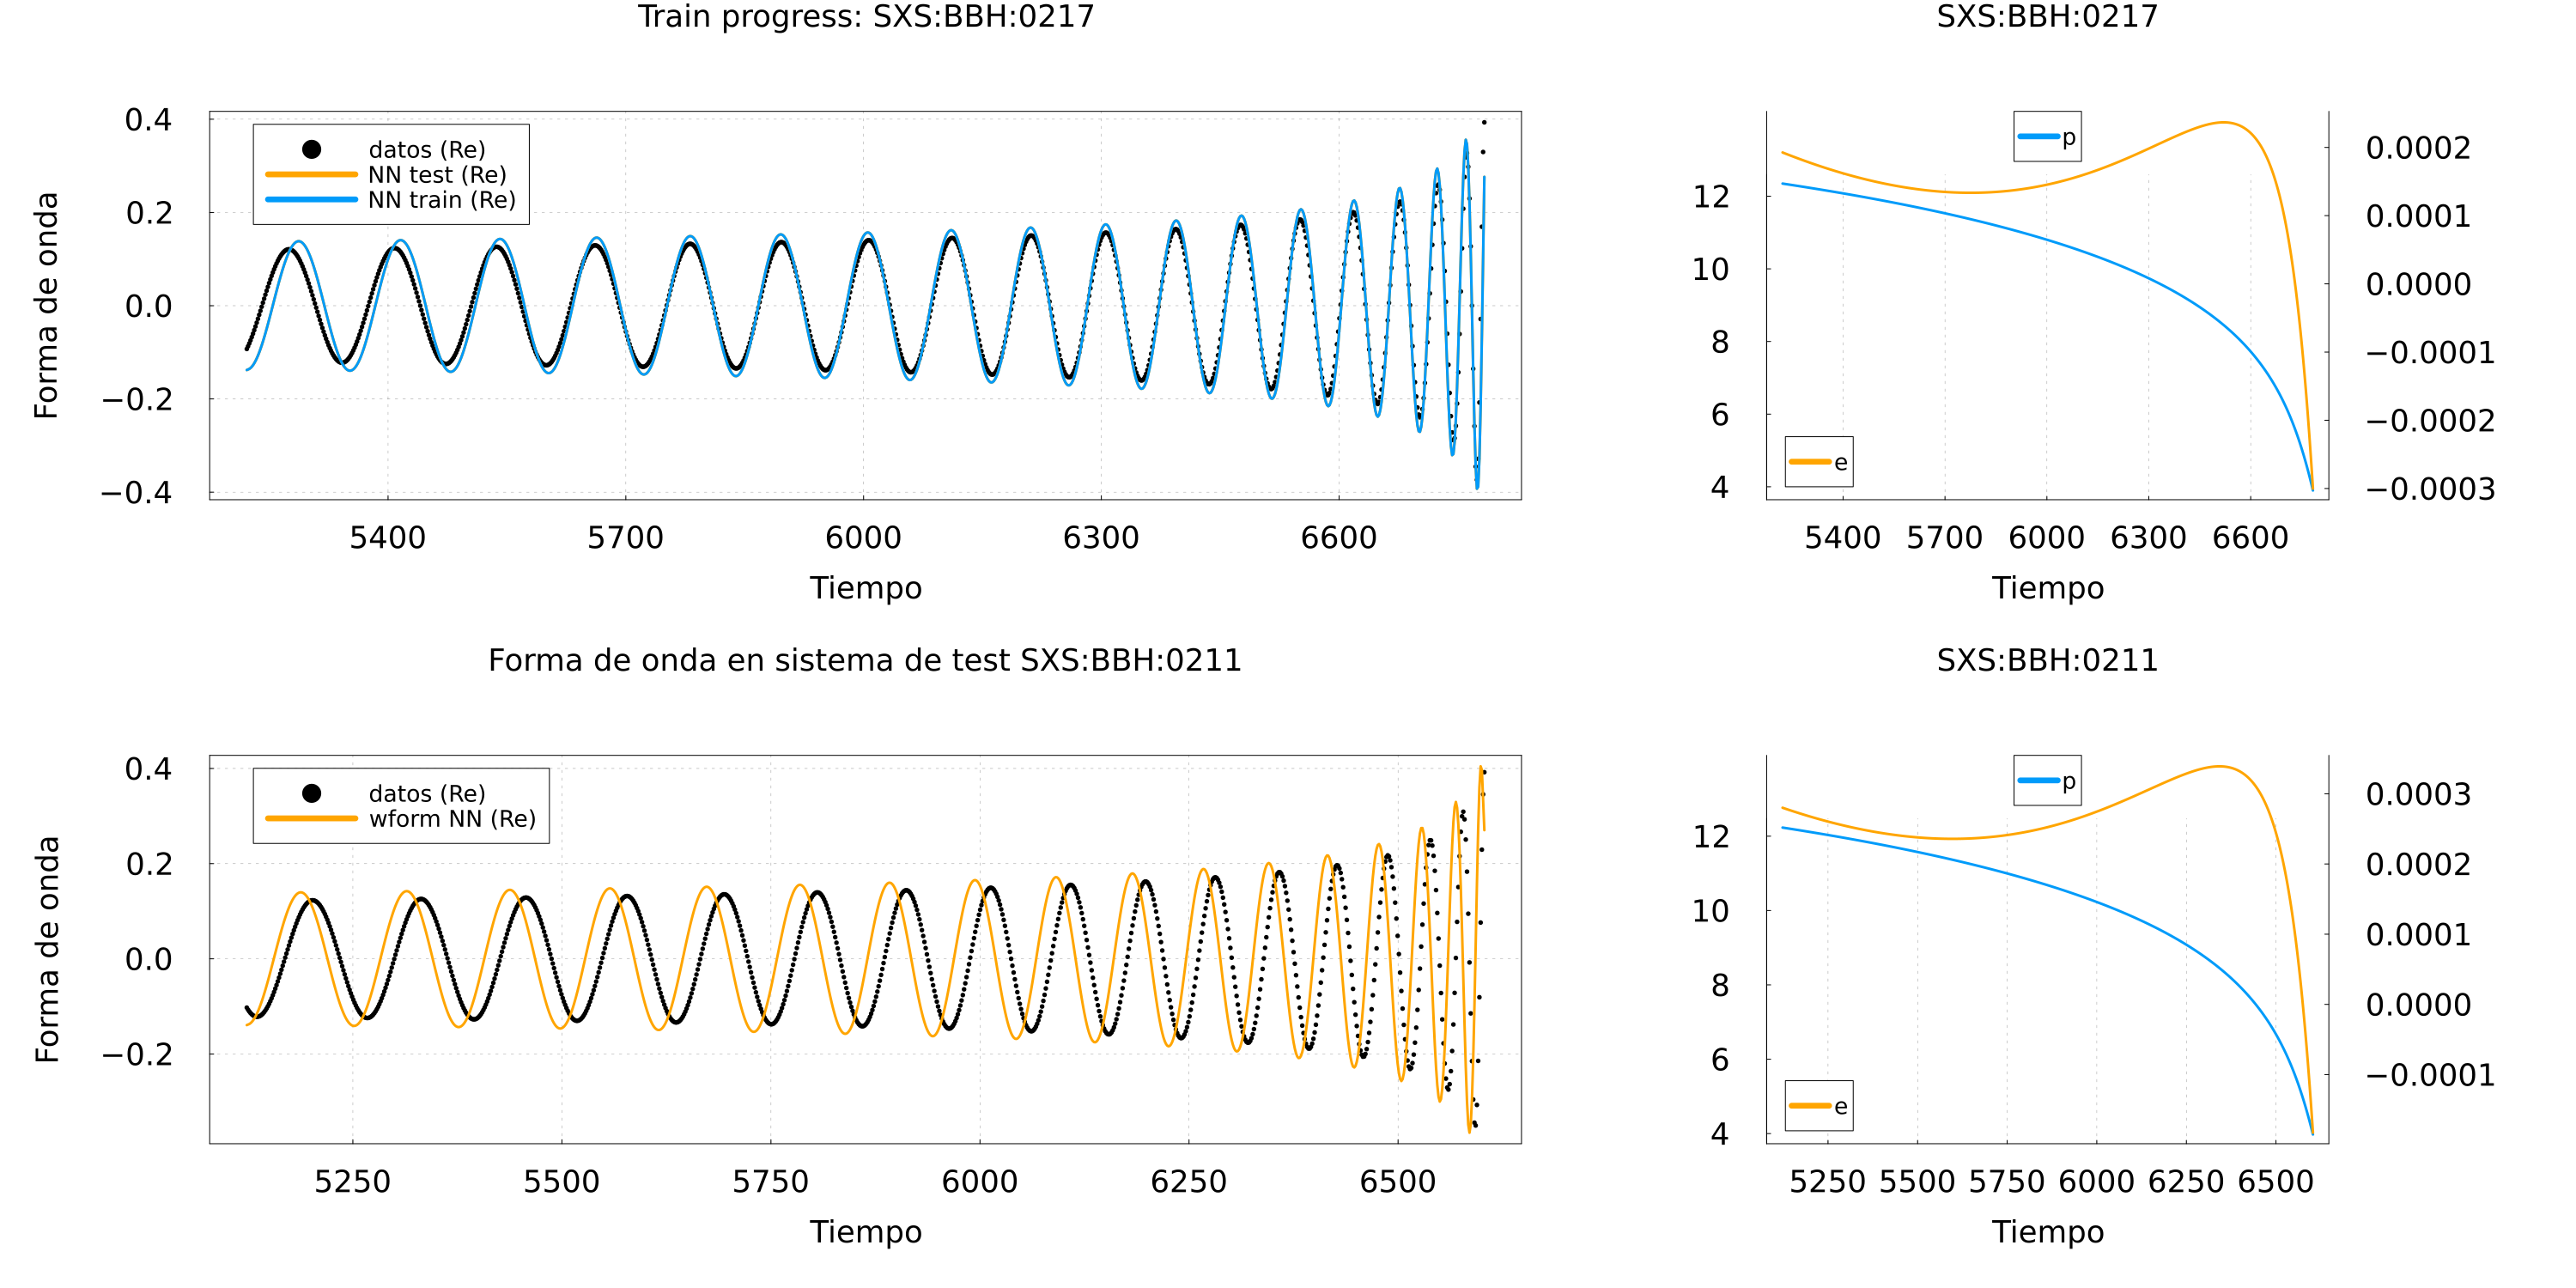 Train progress: SXS:BBH:0217
Forma de onda
0.4
0.2
0.0
−0.2
−0.4
datos (Re)
NN test (Re)
NN train (Re)
5400 5700 6000 6300 6600
Tiempo
SXS:BBH:0217
12
10
8
6
4
p
e
0.0002
0.0001
0.0000
−0.0001
−0.0002
−0.0003
5400 5700 6000 6300 6600
Tiempo
Forma de onda en sistema de test SXS:BBH:0211
Forma de onda
0.4
0.2
0.0
−0.2
datos (Re)
wform NN (Re)
5250 5500 5750 6000 6250 6500
Tiempo
SXS:BBH:0211
12
10
8
6
4
p
e
0.0003
0.0002
0.0001
0.0000
−0.0001
5250 5500 5750 6000 6250 6500
Tiempo